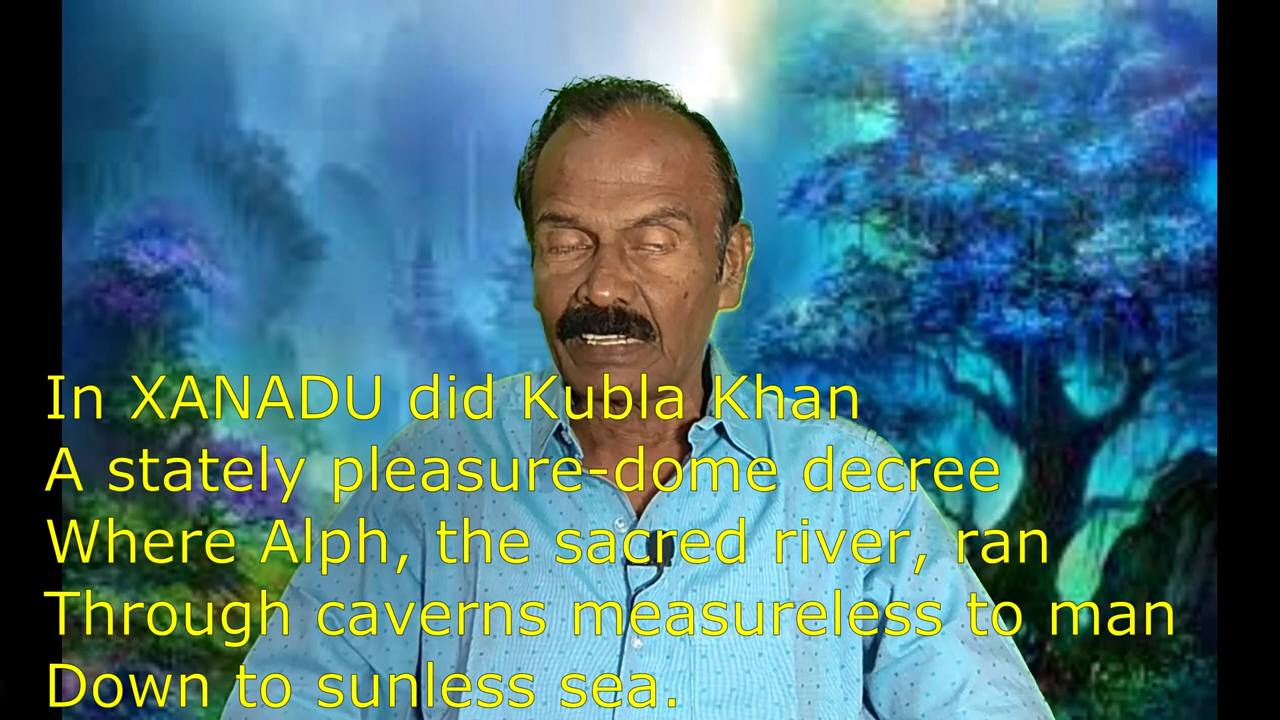 In XANADU did Kubla Khan
A stately pleasure-dome decree
Where Alph, the sacred river, ran
Through caverns measureless to man
Down to sunless sea.